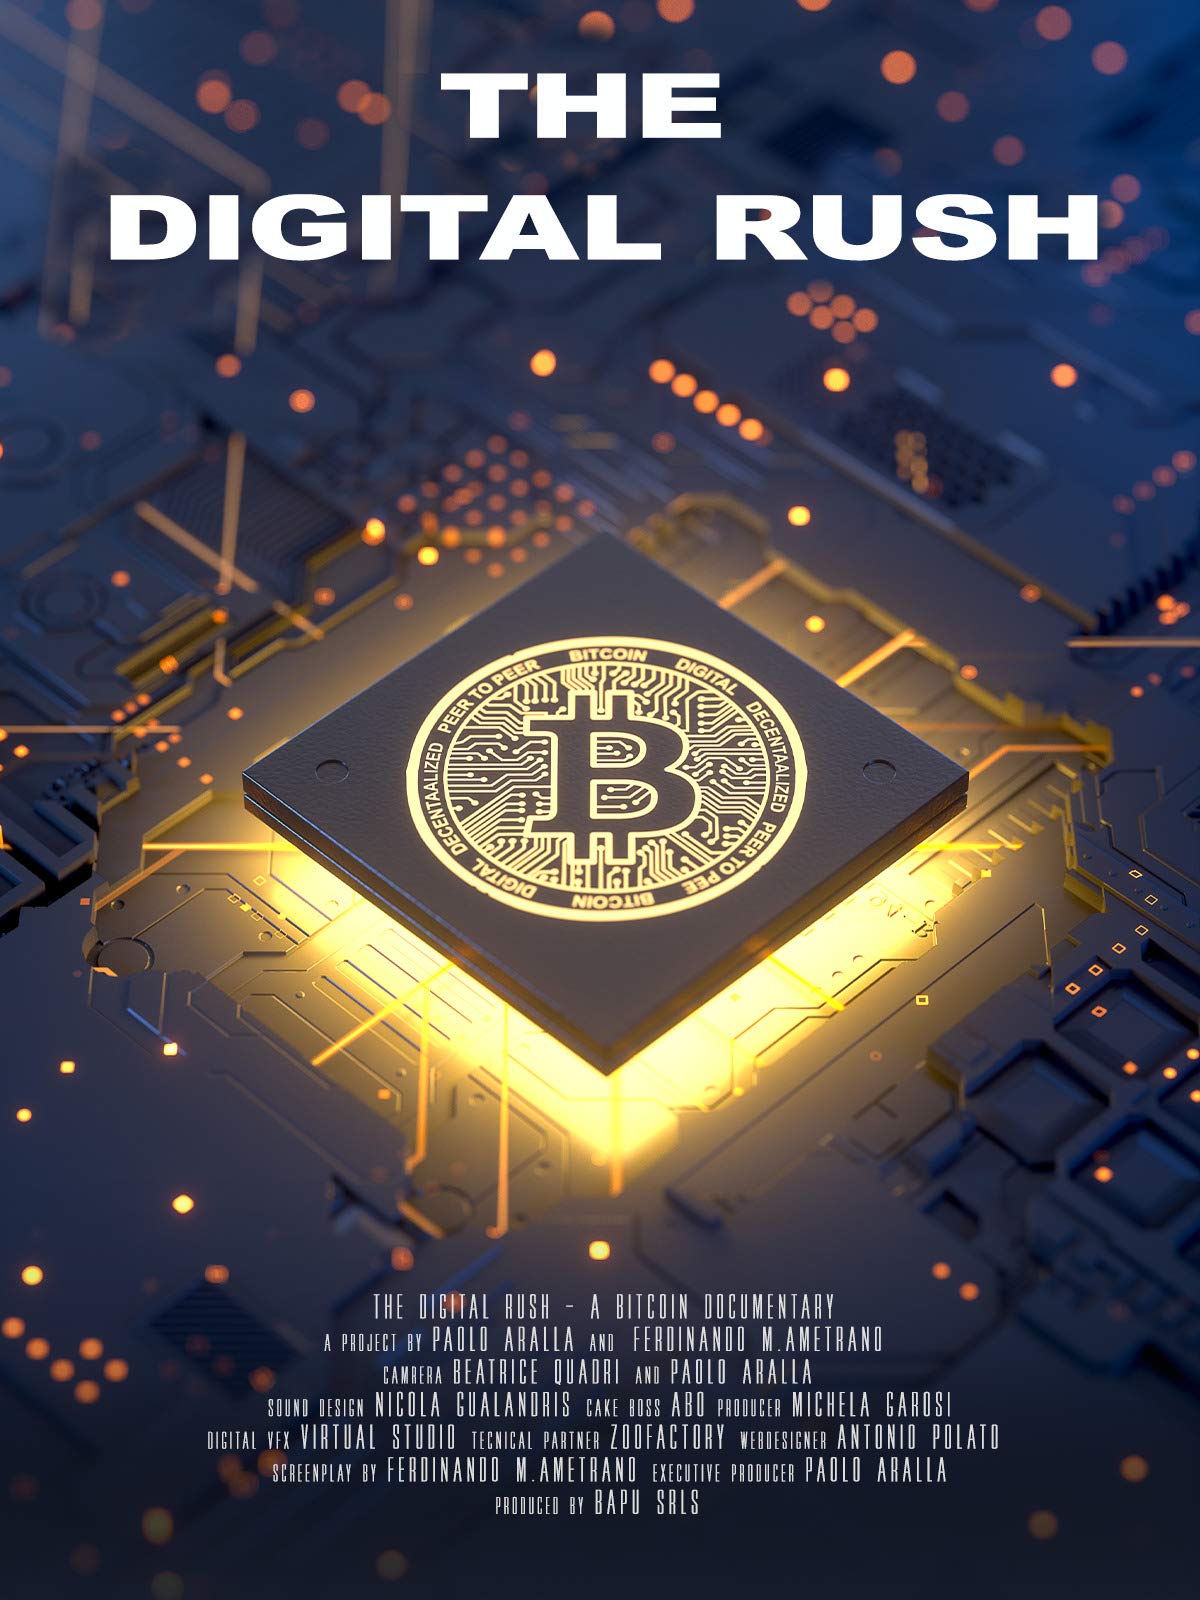 THE
DIGITAL RUSH
PEER TO PEER BITCOIN DIGITAL DECENTAALIZED PEER TO PEE BITCOIN DIGITAL DECENTAALIZED
B
THE DIGITAL RUSH - A BITCOIN DOCUMENTARY
A PROJECT BY PAOLO ARALLA AND FERDINANDO M.AMETRANO
CAMRERA BEATRICE QUADRI AND PAOLO ARALLA
SOUND DESIGN NICOLA GUALANDRIS CAKE BOSS ABO PRODUCER MICHELA GAROSI
DIGITAL VFX VIRTUAL STUDIO TECNICAL PARTNER ZOOFACTORY WEBDESIGNER ANTONIO POLATO
SCREENPLAY BY FERDINANDO M.AMETRANO EXECUTIVE PRODUCER PAOLO ARALLA
PRODUCED BY BAPU SRLS